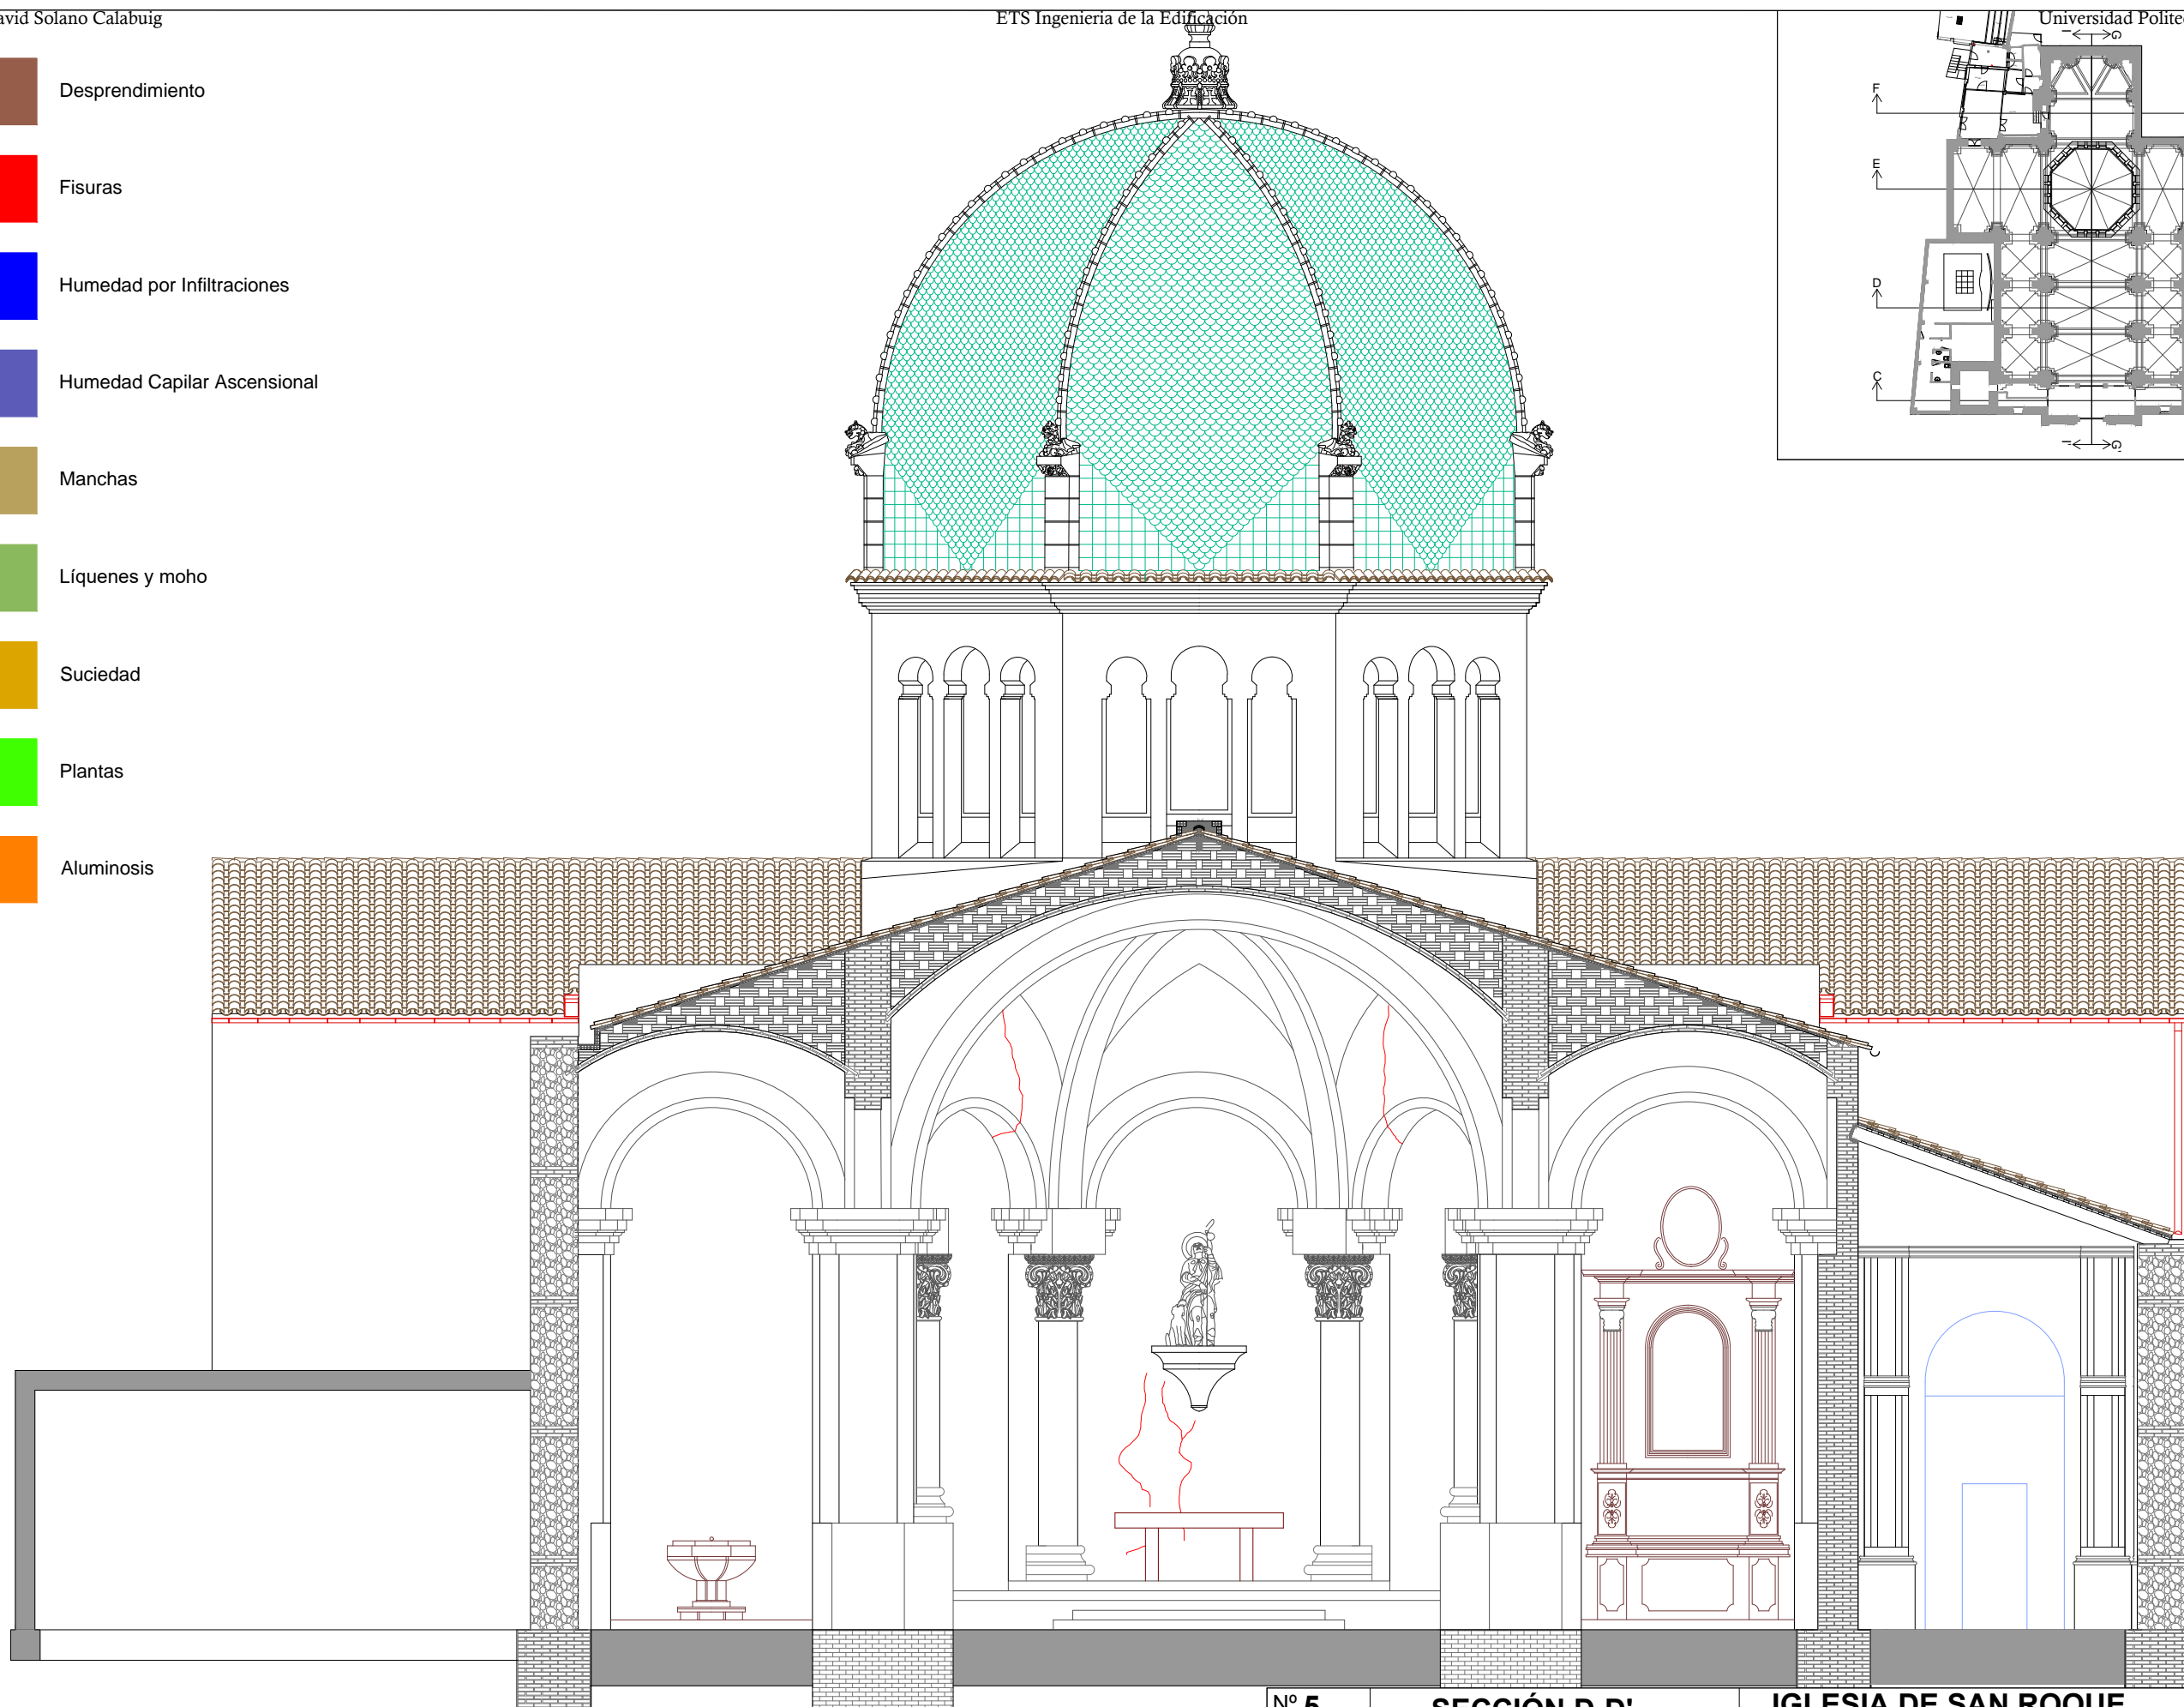 avid Solano Calabuig
ETS Ingenieria de la Edificación
Universidad Polite
Desprendimiento
Fisuras
Humedad por Infiltraciones
Humedad Capilar Ascensional
Manchas
Líquenes y moho
Suciedad
Plantas
Aluminosis
G
F
E
D
C
G'
Nº 5
SECCIÓN D-D'
IGLESIA DE SAN ROQUE